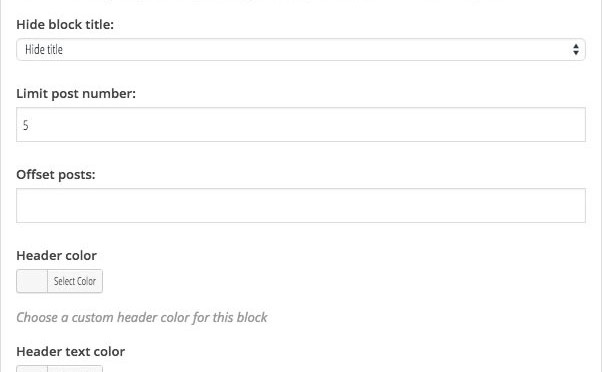 Hide block title:
Hide title
Limit post number:
5
Offset posts:
Header color
Select Color
Choose a custom header color for this block
Header text color